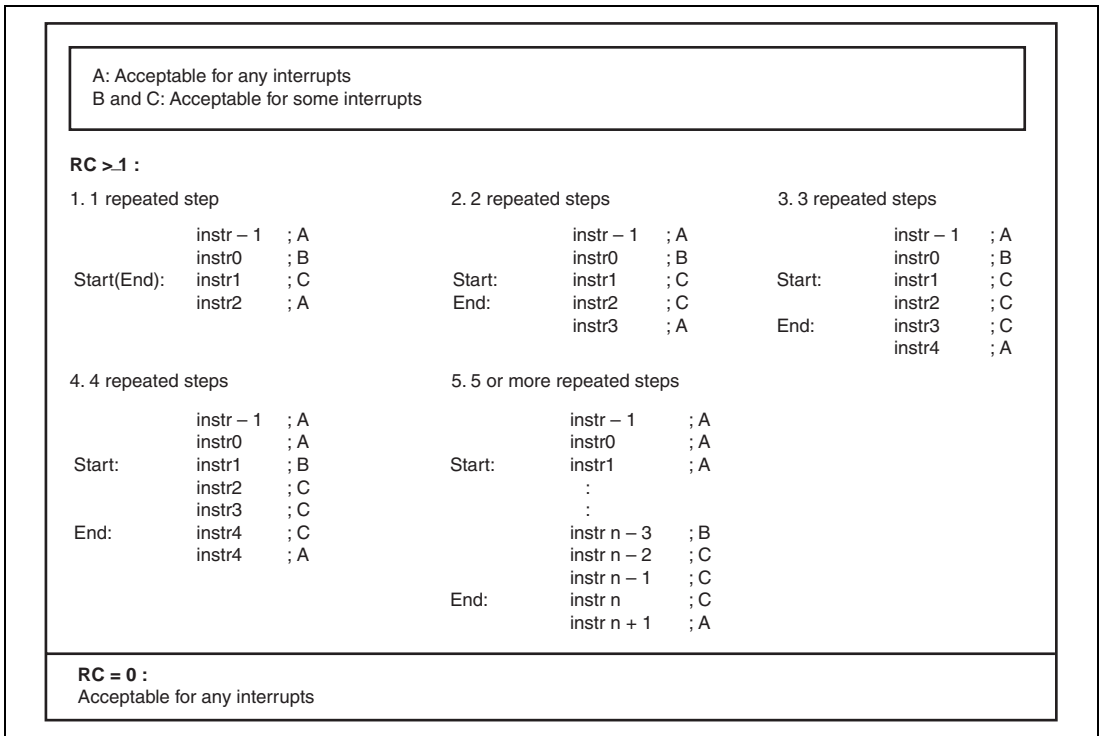 A: Acceptable for any interrupts
B and C: Acceptable for some interrupts
RC ≥ 1 :
1. 1 repeated step
instr – 1 ; A
instr0 ; B
Start(End): instr1 ; C
instr2 ; A
2. 2 repeated steps
instr – 1 ; A
instr0 ; B
Start: instr1 ; C
End: instr2 ; C
instr3 ; A
3. 3 repeated steps
instr – 1 ; A
instr0 ; B
Start: instr1 ; C
instr2 ; C
End: instr3 ; C
instr4 ; A
4. 4 repeated steps
instr – 1 ; A
instr0 ; A
Start: instr1 ; B
instr2 ; C
instr3 ; C
End: instr4 ; C
instr4 ; A
5. 5 or more repeated steps
instr – 1 ; A
instr0 ; A
Start: instr1 ; A
:
:
instr n – 3 ; B
instr n – 2 ; C
instr n – 1 ; C
End: instr n ; C
instr n + 1 ; A
RC = 0 :
Acceptable for any interrupts